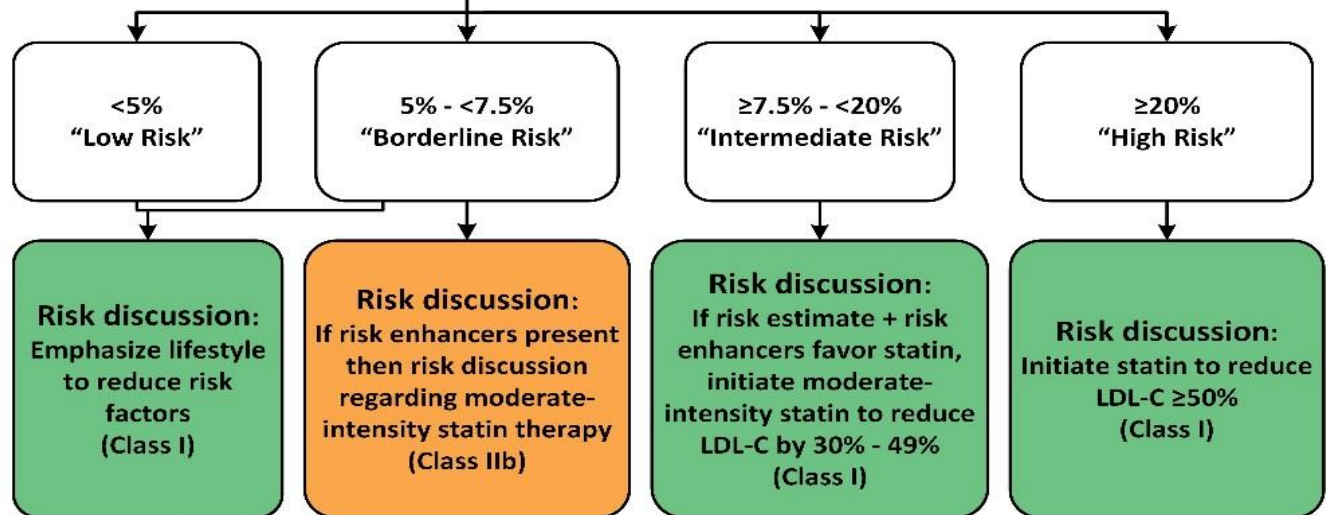 <5%
“Low Risk”
5% - <7.5%
“Borderline Risk”
≥7.5% - <20%
“Intermediate Risk”
≥20%
“High Risk”
Risk discussion:
Emphasize lifestyle
to reduce risk
factors
(Class I)
Risk discussion:
If risk enhancers present
then risk discussion
regarding moderate-
intensity statin therapy
(Class IIb)
Risk discussion:
If risk estimate + risk
enhancers favor statin,
initiate moderate-
intensity statin to reduce
LDL-C by 30% - 49%
(Class I)
Risk discussion:
Initiate statin to reduce
LDL-C ≥50%
(Class I)